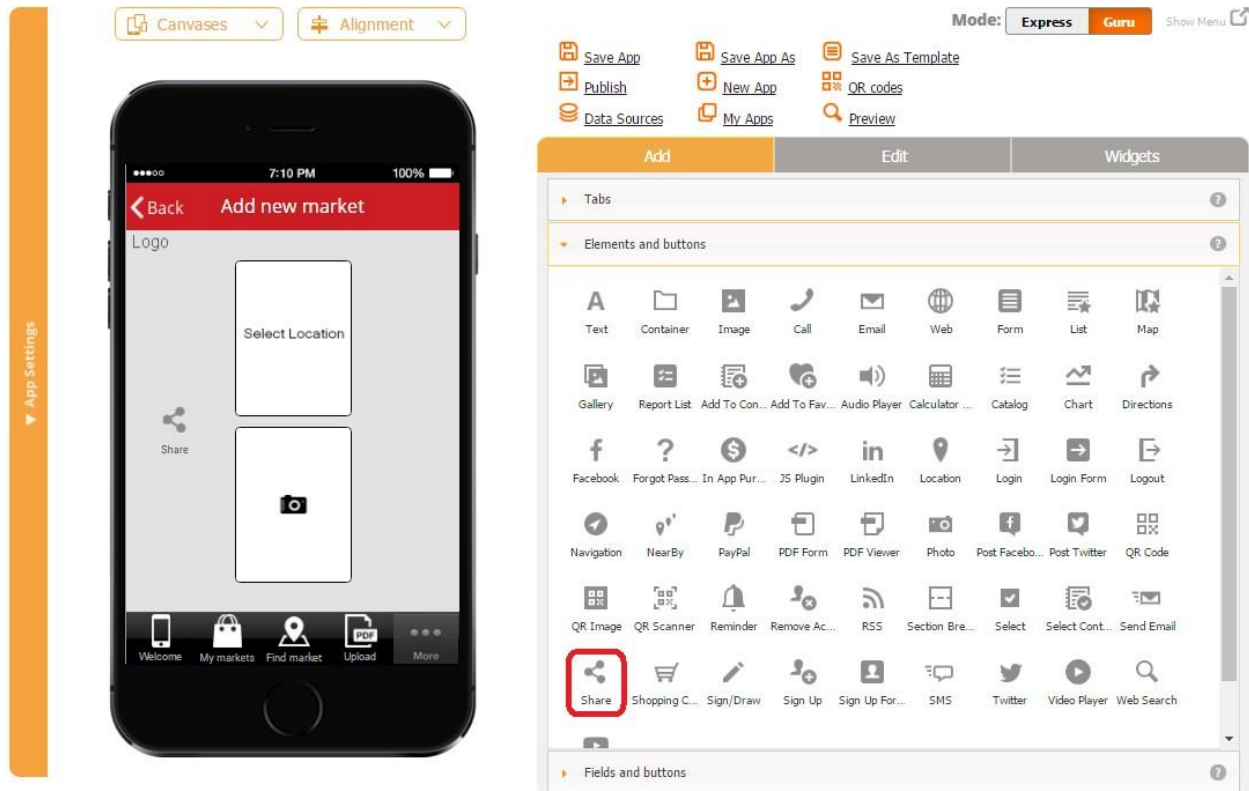 Canvases
Alignment
Mode: Express Guru Show Menu
Save App Save App As Save As Template
Publish New App QR codes
Data Sources My Apps Preview
App Settings
7:10 PM 100%
Back Add new market
Logo
Select Location
Share
Welcome My markets Find market Upload More
PDF
Add Edit Widgets
Tabs
Elements and buttons
Text Container Image Call Email Web Form List Map
Gallery Report List Add To Con... Add To Fav... Audio Player Calculator ... Catalog Chart Directions
Facebook Forgot Pass... In App Pur... JS Plugin LinkedIn Location Login Login Form Logout
Navigation NearBy PayPal PDF Form PDF Viewer Photo Post Facebo... Post Twitter QR Code
QR Image QR Scanner Reminder Remove Ac... RSS Section Bre... Select Select Cont... Send Email
Share Shopping C... Sign/Draw Sign Up Sign Up For... SMS Twitter Video Player Web Search
Fields and buttons